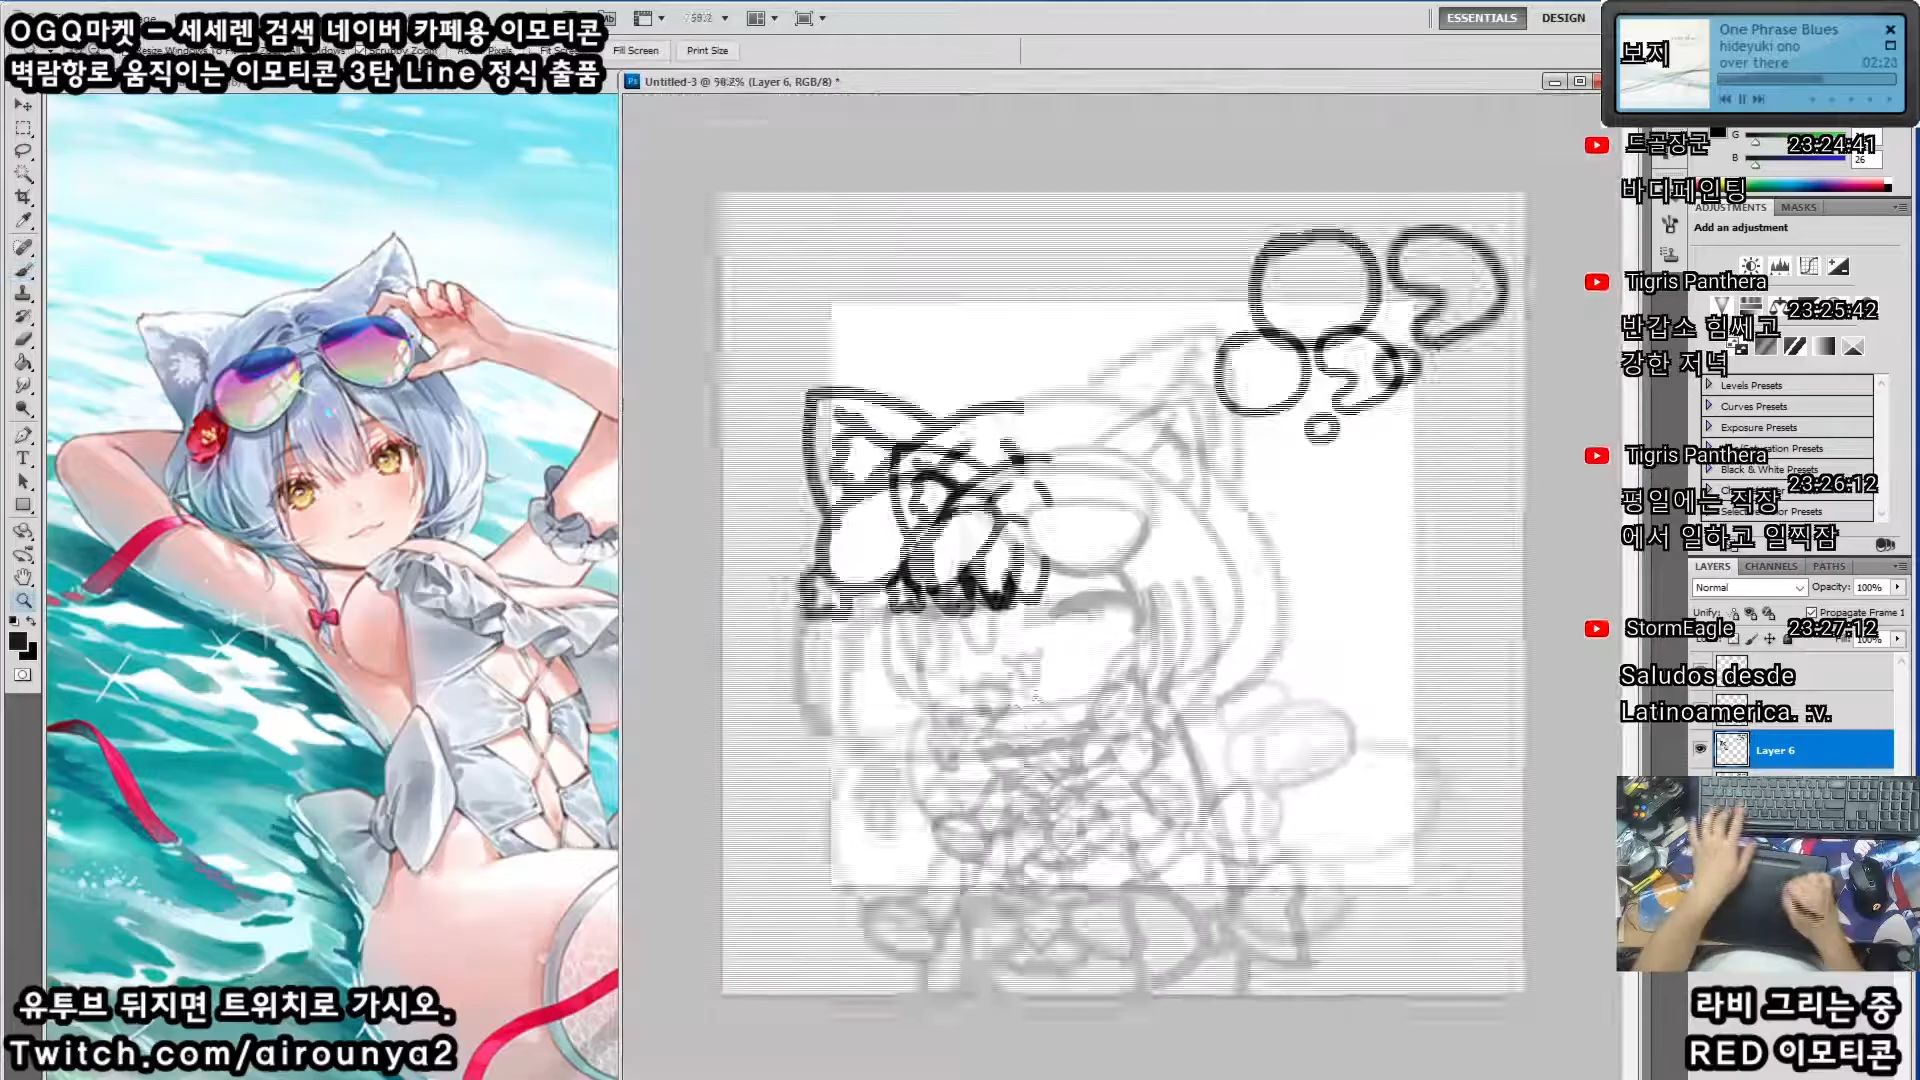 OGQ마켓 - 세세렌 검색 네이버 카페용 이모티콘
벽람항로 움직이는 이모티콘 3탄 Line 정식 출품
Fill Screen
Print Size
ESSENTIALS
DESIGN
Untitled-3 @ 98.2% (Layer 6, RGB/8) *
보지
One Phrase Blues
hideyuki ono
over there
02:23
드골장군 23:24:41
바디페인팅
G
B
26
ADJUSTMENTS MASKS
Add an adjustment
Tigris Panthera
23:25:42
반갑소 힘쎄고
강한 저녁
Levels Presets
Curves Presets
Exposure Presets
Tigris Panthera
Black & White Presets
23:26:12
평일에는 직장
에서 일하고 일찍잠
LAYERS CHANNELS PATHS
Normal
Opacity: 100%
Unify:
Propagate Frame 1
StormEagle 23:27:12
100%
Saludos desde
Latinoamerica. :v.
Layer 6
유투브 뒤지면 트위치로 가시오.
Twitch.com/airounya2
라비 그리는 중
RED 이모티콘